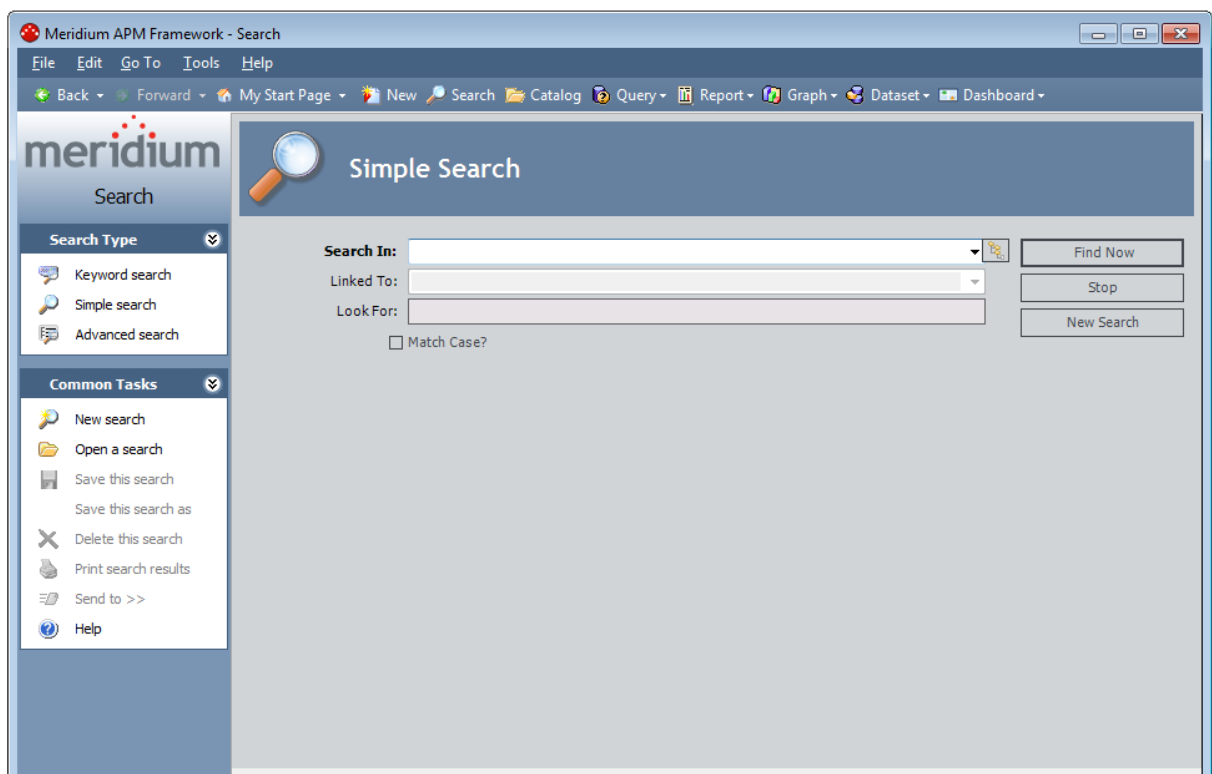 Meridium APM Framework - Search
File Edit Go To Tools Help
Back Forward My Start Page New Search Catalog Query Report Graph Dataset Dashboard
meridium
Search
Simple Search
Search Type
Keyword search
Simple search
Advanced search
Common Tasks
New search
Open a search
Save this search
Save this search as
Delete this search
Print search results
Send to >>
Help
Search In:
Linked To:
Look For:
Match Case?
Find Now
Stop
New Search